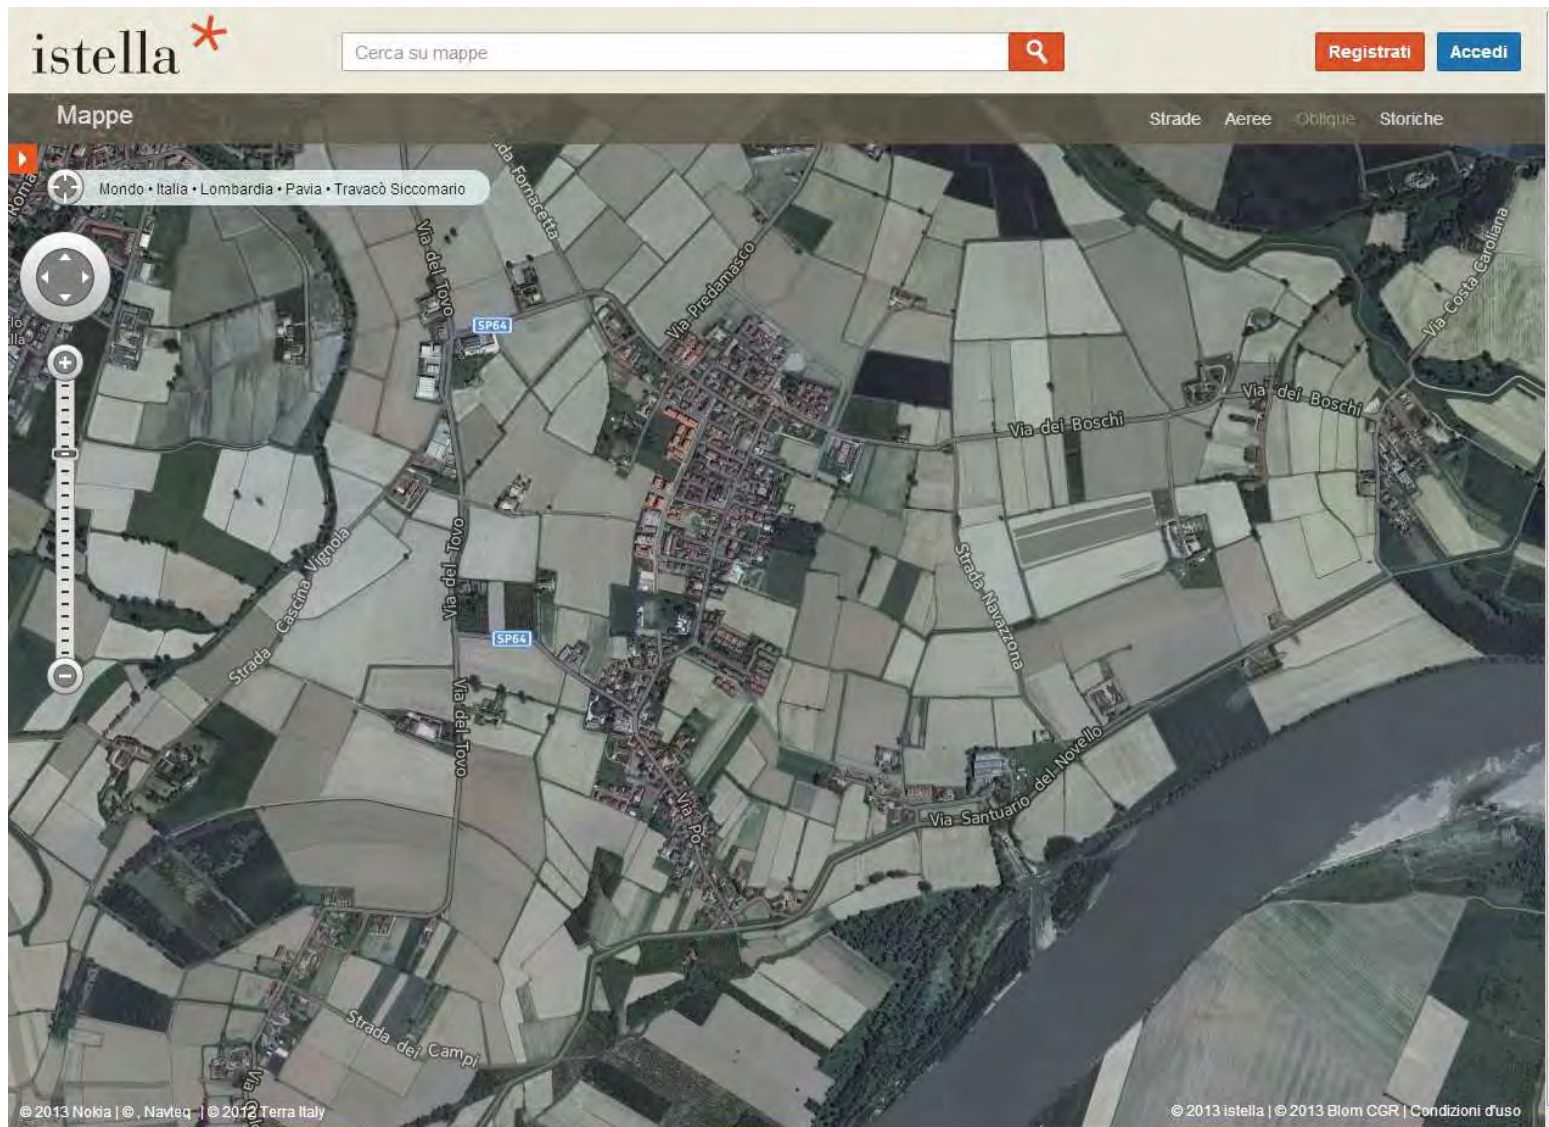 istella
Cerca su mappe
Registrati
Accedi
Mappe
Strade
Aeree
Oblique
Storiche
Mondo • Italia • Lombardia • Pavia • Travacò Siccomario
Roma
Fornacetta
Via del Tovo
Via Predamasco
Via Costa Caroliana
SP64
Via dei Boschi
Via dei Boschi
Strada Cascina Vignola
Via del Tovo
Strada Navazzona
SP64
Via del Tovo
Via Po
Via Santuario del Novello
Strada dei Campi
Via
© 2013 Nokia | © , Navteq | © 2012 Terra Italy
© 2013 istella | © 2013 Blom CGR | Condizioni d'uso